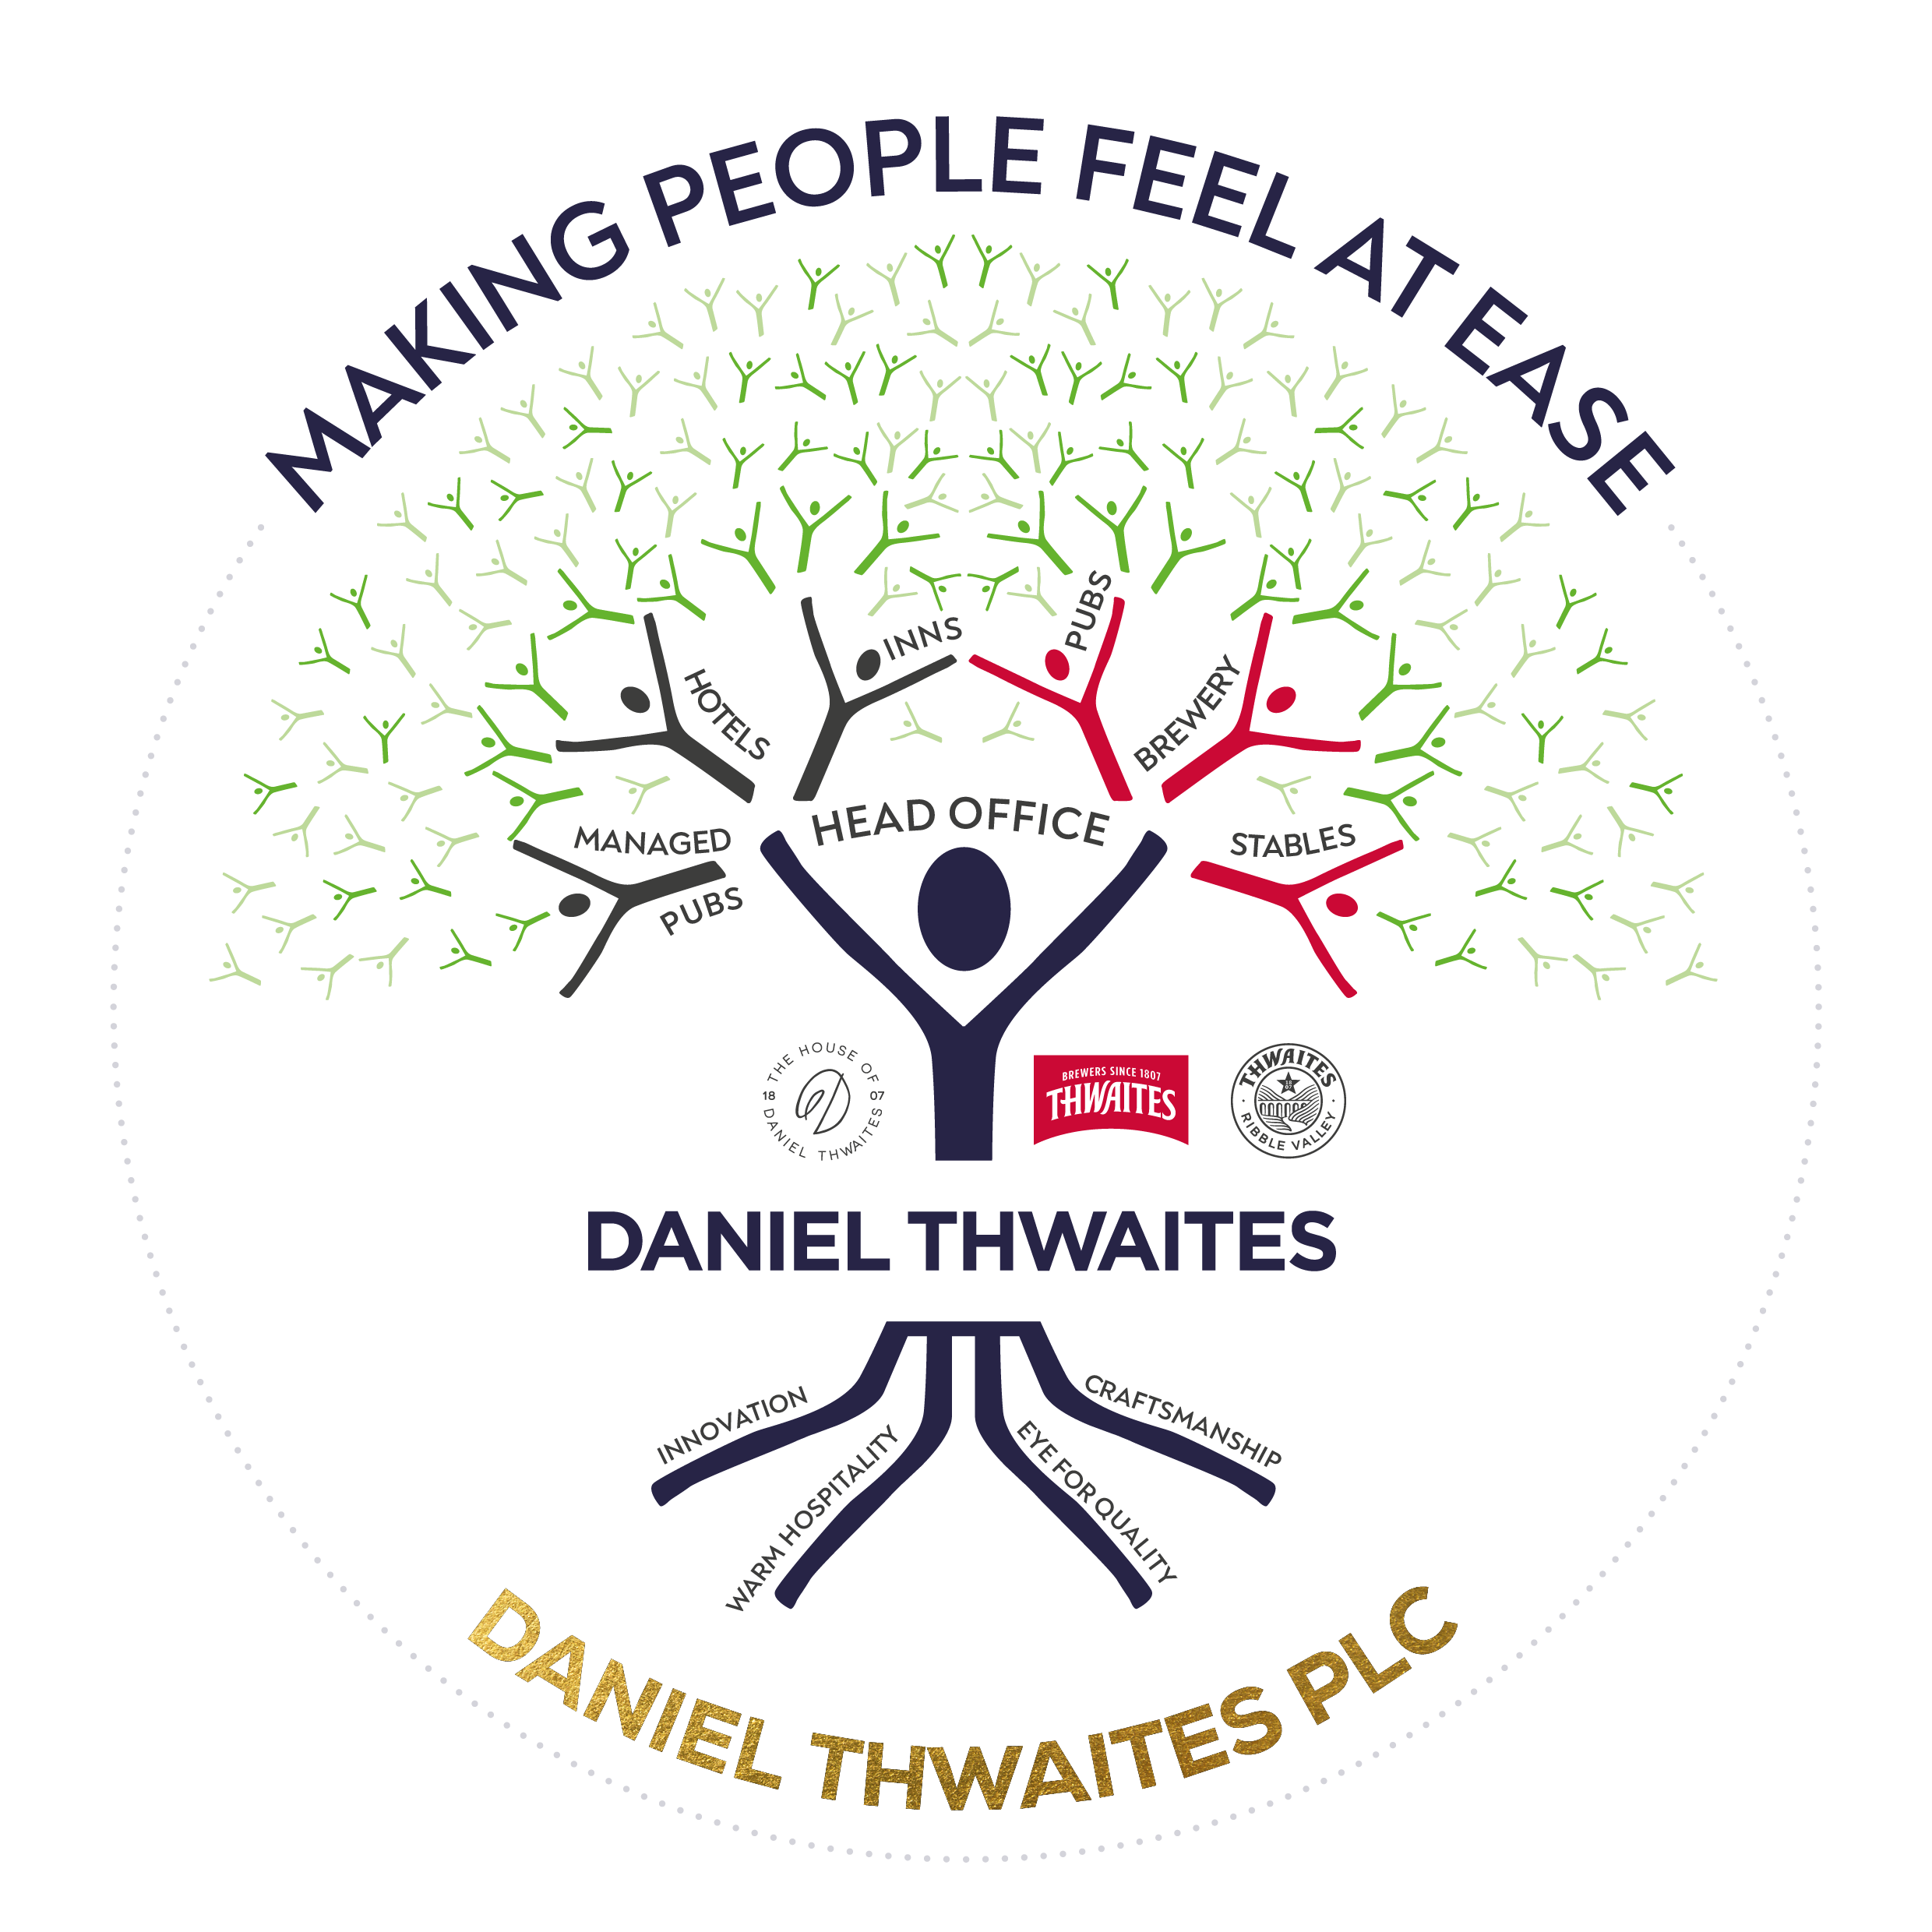 MAKING PEOPLE FEEL AT EASE
INNS
PUBS
HOTELS
BREWERY
HEAD OFFICE
MANAGED
PUBS
STABLES
THE HOUSE OF
18 07
DANIEL THWAITES
BREWERS SINCE 1807
THWAITES
THWAITES
RIBBLE VALLEY
DANIEL THWAITES
INNOVATION
WARM HOSPITALITY
EYE FOR QUALITY
CRAFTSMANSHIP
DANIEL THWAITES PLC